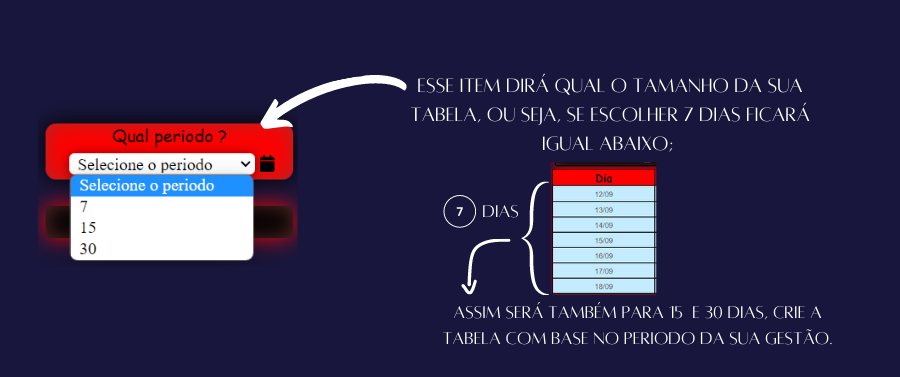 Qual periodo ?
Selecione o periodo
Selecione o periodo
7
15
30
ESSE ITEM DIRÁ QUAL O TAMANHO DA SUA
TABELA, OU SEJA, SE ESCOLHER 7 DIAS FICARÁ
IGUAL ABAIXO;
7 DIAS
Dia
12/09
13/09
14/09
15/09
16/09
17/09
18/09
ASSIM SERÁ TAMBÉM PARA 15 E 30 DIAS, CRIE A
TABELA COM BASE NO PERIODO DA SUA GESTÃO.